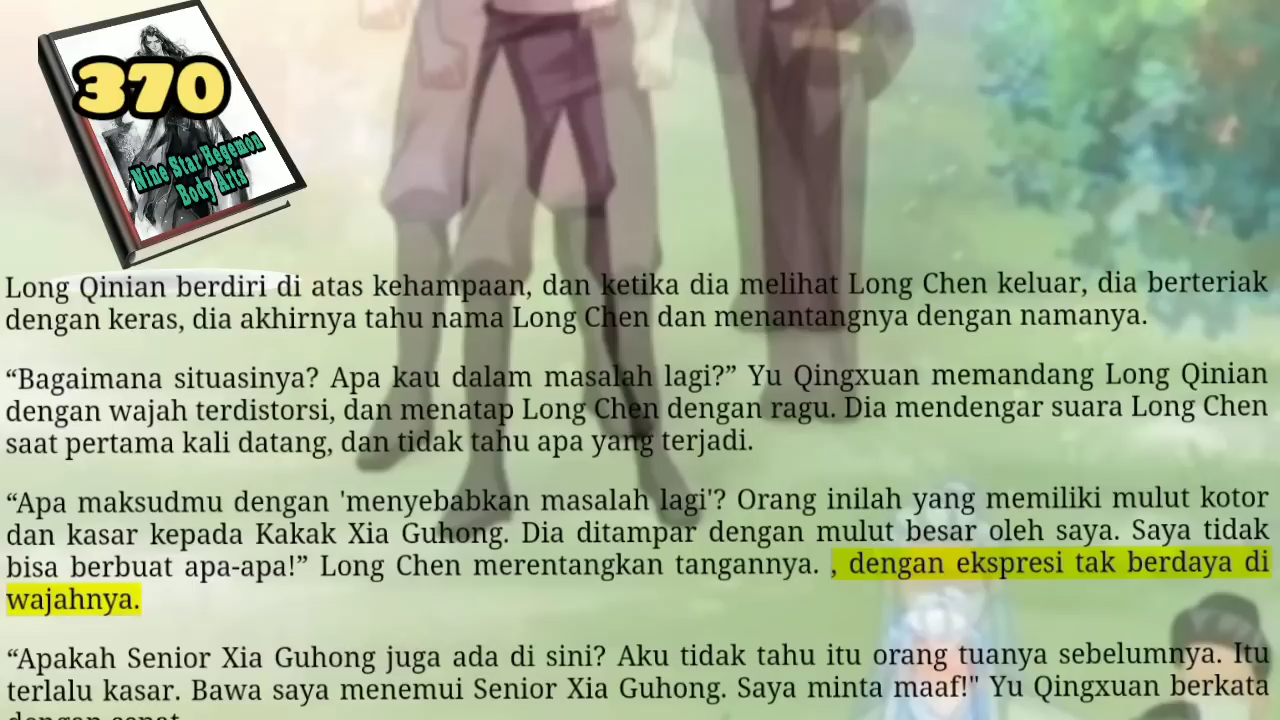 370
Nine Star Hegemon
Body Arts
Long Qinian berdiri di atas kehampaan, dan ketika dia melihat Long Chen keluar, dia berteriak
dengan keras, dia akhirnya tahu nama Long Chen dan menantangnya dengan namanya.
“Bagaimana situasinya? Apa kau dalam masalah lagi?” Yu Qingxuan memandang Long Qinian
dengan wajah terdistorsi, dan menatap Long Chen dengan ragu. Dia mendengar suara Long Chen
saat pertama kali datang, dan tidak tahu apa yang terjadi.
“Apa maksudmu dengan 'menyebabkan masalah lagi'? Orang inilah yang memiliki mulut kotor
dan kasar kepada Kakak Xia Guhong. Dia ditampar dengan mulut besar oleh saya. Saya tidak
bisa berbuat apa-apa!” Long Chen merentangkan tangannya. , dengan ekspresi tak berdaya di
wajahnya.
“Apakah Senior Xia Guhong juga ada di sini? Aku tidak tahu itu orang tuanya sebelumnya. Itu
terlalu kasar. Bawa saya menemui Senior Xia Guhong. Saya minta maaf!" Yu Qingxuan berkata